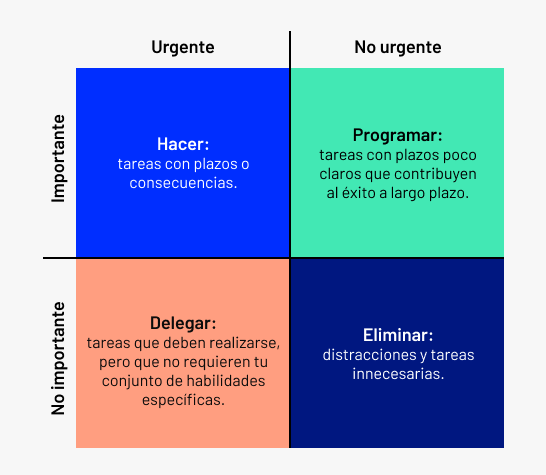 Urgente
No urgente
Importante
Hacer:
tareas con plazos o
consecuencias.
Programar:
tareas con plazos poco
claros que contribuyen
al éxito a largo plazo.
No importante
Delegar:
tareas que deben realizarse,
pero que no requieren tu
conjunto de habilidades
específicas.
Eliminar:
distracciones y tareas
innecesarias.